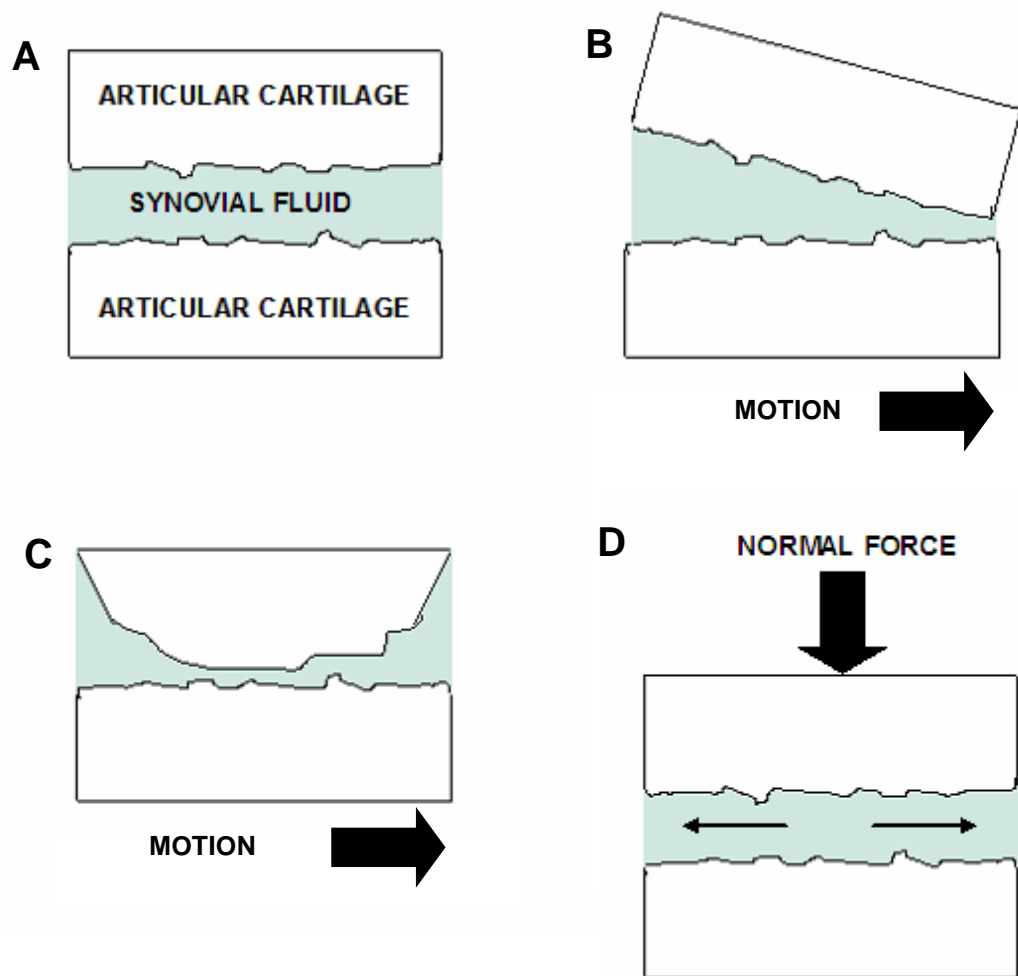 A
ARTICULAR CARTILAGE
SYNOVIAL FLUID
ARTICULAR CARTILAGE
B
MOTION
C
MOTION
D
NORMAL FORCE